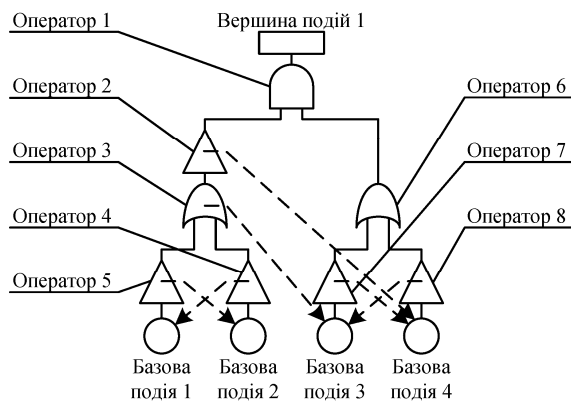 Оператор 1
Вершина подій 1
Оператор 2
Оператор 6
Оператор 3
Оператор 7
Оператор 4
Оператор 8
Оператор 5
Базова подія 1
Базова подія 2
Базова подія 3
Базова подія 4